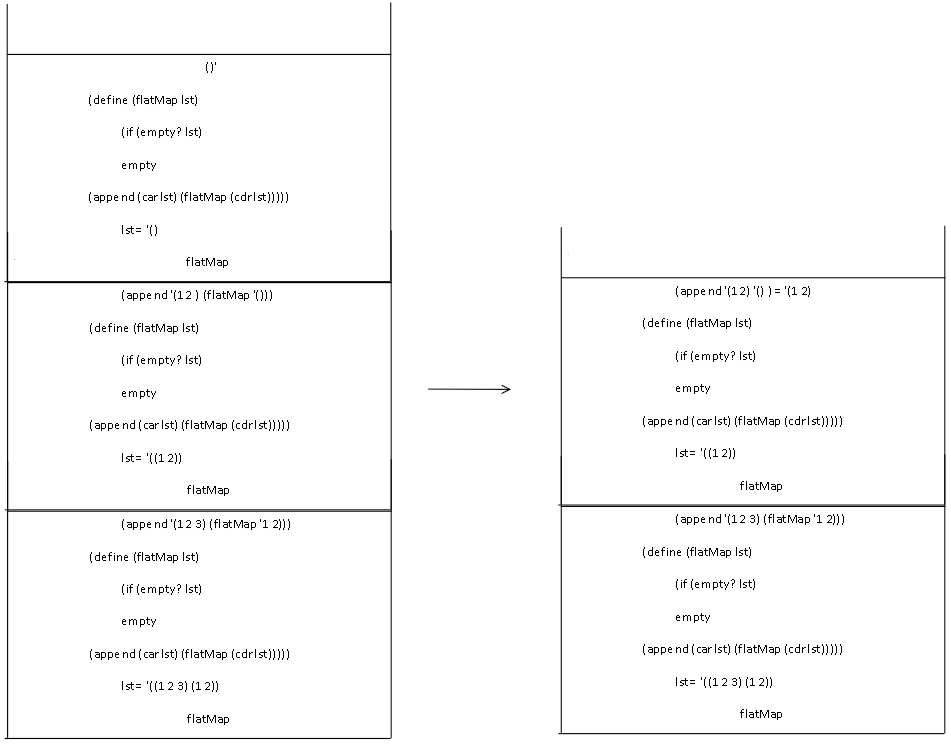 ()'
(define (flatMap lst)
(if (empty? lst)
empty
(append (car lst) (flatMap (cdr lst)))))
lst= '()
flatMap
(append '(1 2 ) (flatMap '()))
(define (flatMap lst)
(if (empty? lst)
empty
(append (car lst) (flatMap (cdr lst)))))
lst= '((1 2))
flatMap
(append '(1 2 3) (flatMap '1 2)))
(define (flatMap lst)
(if (empty? lst)
empty
(append (car lst) (flatMap (cdr lst)))))
lst= '((1 2 3) (1 2))
flatMap
(append '(1 2) '() ) = '(1 2)
(define (flatMap lst)
(if (empty? lst)
empty
(append (car lst) (flatMap (cdr lst)))))
lst= '((1 2))
flatMap
(append '(1 2 3) (flatMap '1 2)))
(define (flatMap lst)
(if (empty? lst)
empty
(append (car lst) (flatMap (cdr lst)))))
lst= '((1 2 3) (1 2))
flatMap